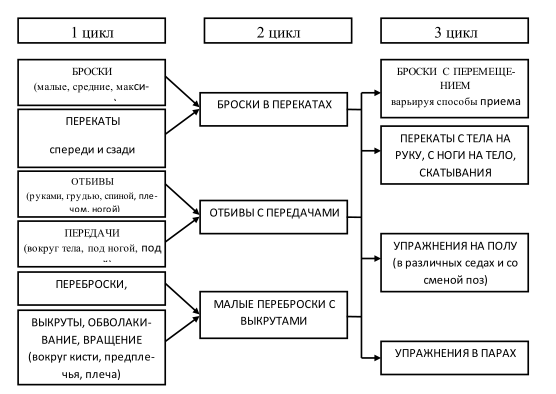 1 цикл
2 цикл
3 цикл
БРОСКИ
(малые, средние, макси-
ПЕРЕКАТЫ
спереди и сзади
ОТБИВЫ
(руками, грудью, спиной, пле-
чом, ногой)
ПЕРЕДАЧИ
(вокруг тела, под ногой, под
ПЕРЕБРОСКИ,
ВЫКРУТЫ, ОБВОЛАКИ-
ВАНИЕ, ВРАЩЕНИЕ
(вокруг кисти, предпле-
чья, плеча)
БРОСКИ В ПЕРЕКАТАХ
ОТБИВЫ С ПЕРЕДАЧАМИ
МАЛЫЕ ПЕРЕБРОСКИ С
ВЫКРУТАМИ
БРОСКИ С ПЕРЕМЕЩЕ-
НИЕМ
варьируя способы приема
ПЕРЕКАТЫ С ТЕЛА НА
РУКУ, С НОГИ НА ТЕЛО,
СКАТЫВАНИЯ
УПРАЖНЕНИЯ НА ПОЛУ
(в различных седах и со
сменой поз)
УПРАЖНЕНИЯ В ПАРАХ